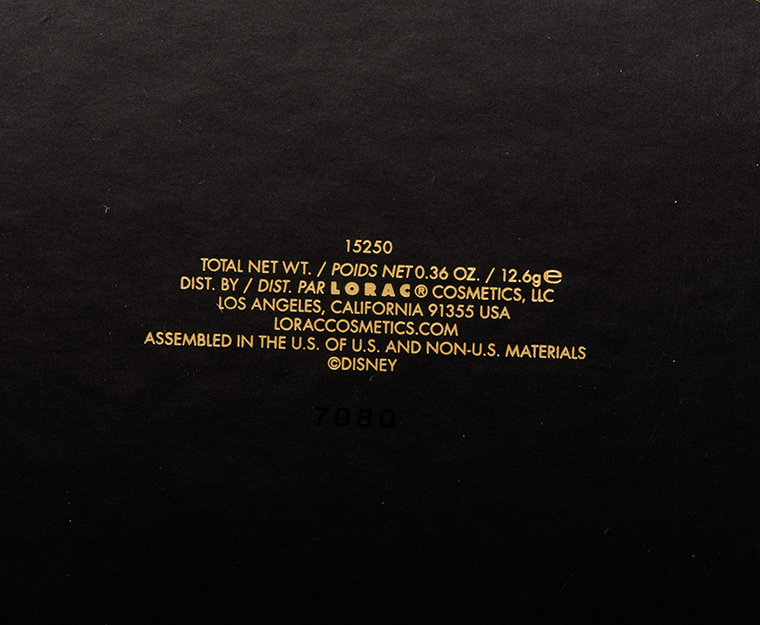 15250
TOTAL NET WT. / POIDS NET 0.36 OZ. / 12.6g ℮
DIST. BY / DIST. PAR LORAC® COSMETICS, LLC
LOS ANGELES, CALIFORNIA 91355 USA
LORACCOSMETICS.COM
ASSEMBLED IN THE U.S. OF U.S. AND NON-U.S. MATERIALS
©DISNEY
7080